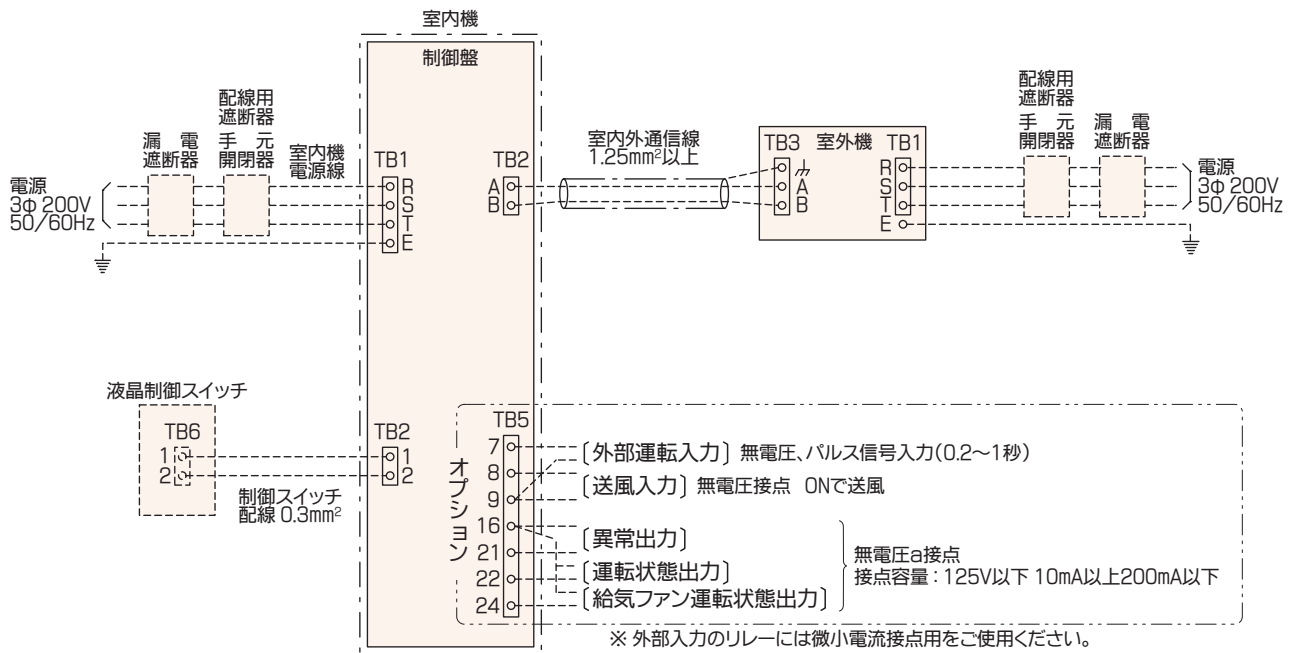 室内機
制御盤
配線用
遮断器
手 元
開閉器
漏 電
遮断器
室内機
電源線
電源
3φ 200V
50/60Hz
TB1
R
S
T
E
TB2
A
B
室内外通信線
1.25mm²以上
TB3 室外機 TB1
A
B
R
S
T
E
配線用
遮断器
手 元
開閉器
漏 電
遮断器
電源
3φ 200V
50/60Hz
液晶制御スイッチ
TB6
1
2
制御スイッチ
配線 0.3mm²
TB2
1
2
オプション
TB5
7
8
9
16
21
22
24
〔外部運転入力〕 無電圧、パルス信号入力(0.2〜1秒)
〔送風入力〕 無電圧接点 ONで送風
〔異常出力〕
〔運転状態出力〕
〔給気ファン運転状態出力〕
無電圧a接点
接点容量：125V以下 10mA以上200mA以下
※ 外部入力のリレーには微小電流接点用をご使用ください。